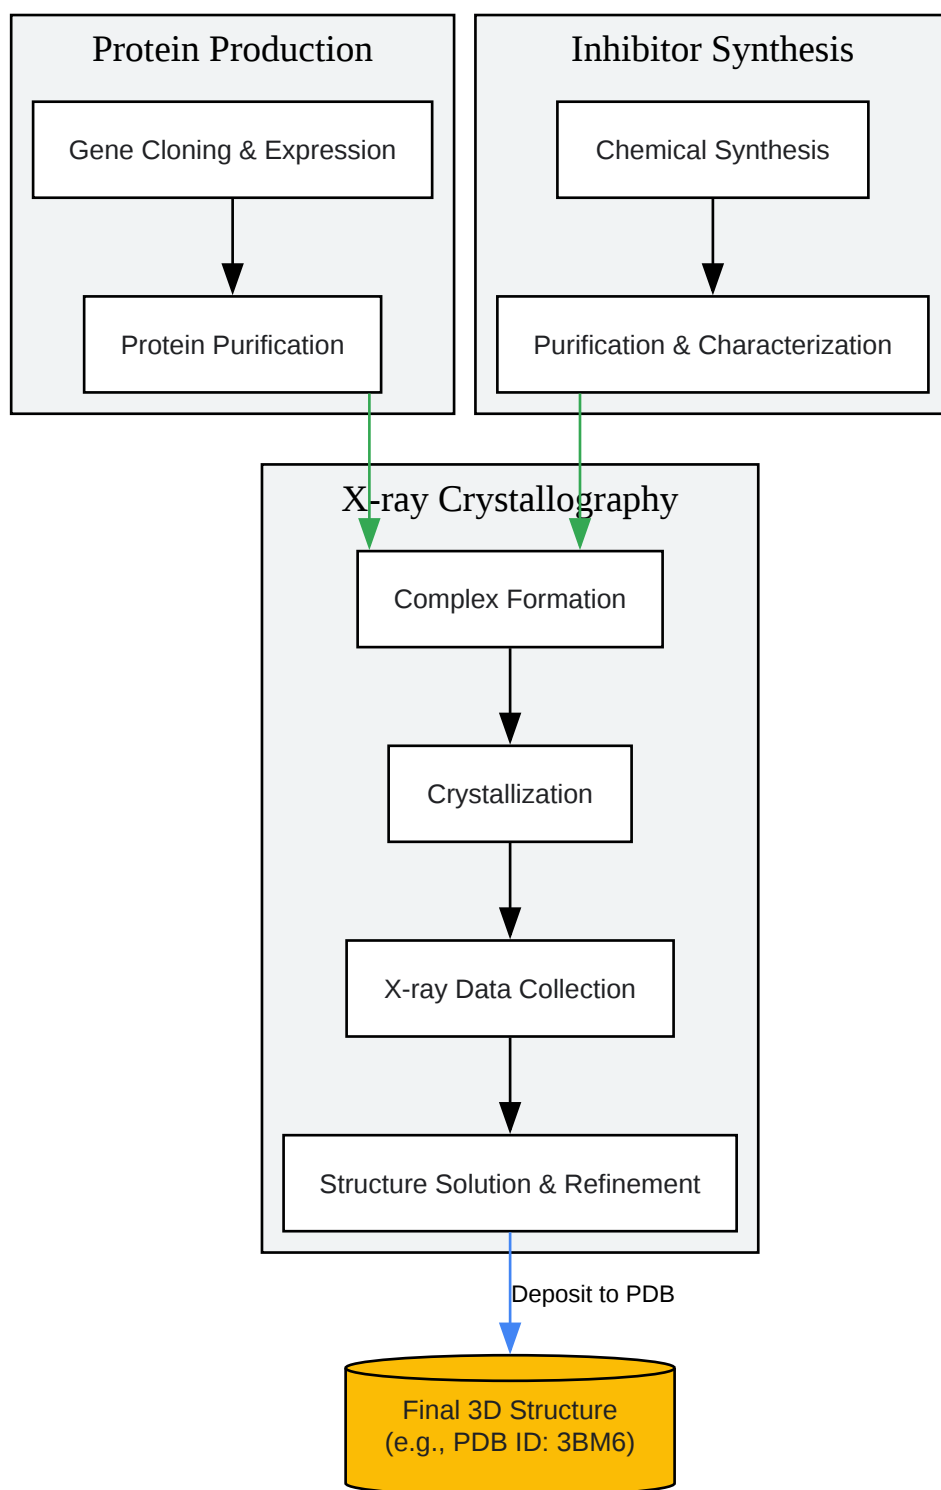 Protein Production
Gene Cloning & Expression
Protein Purification
Inhibitor Synthesis
Chemical Synthesis
Purification & Characterization
X-ray Crystallography
Complex Formation
Crystallization
X-ray Data Collection
Structure Solution & Refinement
Deposit to PDB
Final 3D Structure
(e.g., PDB ID: 3BM6)